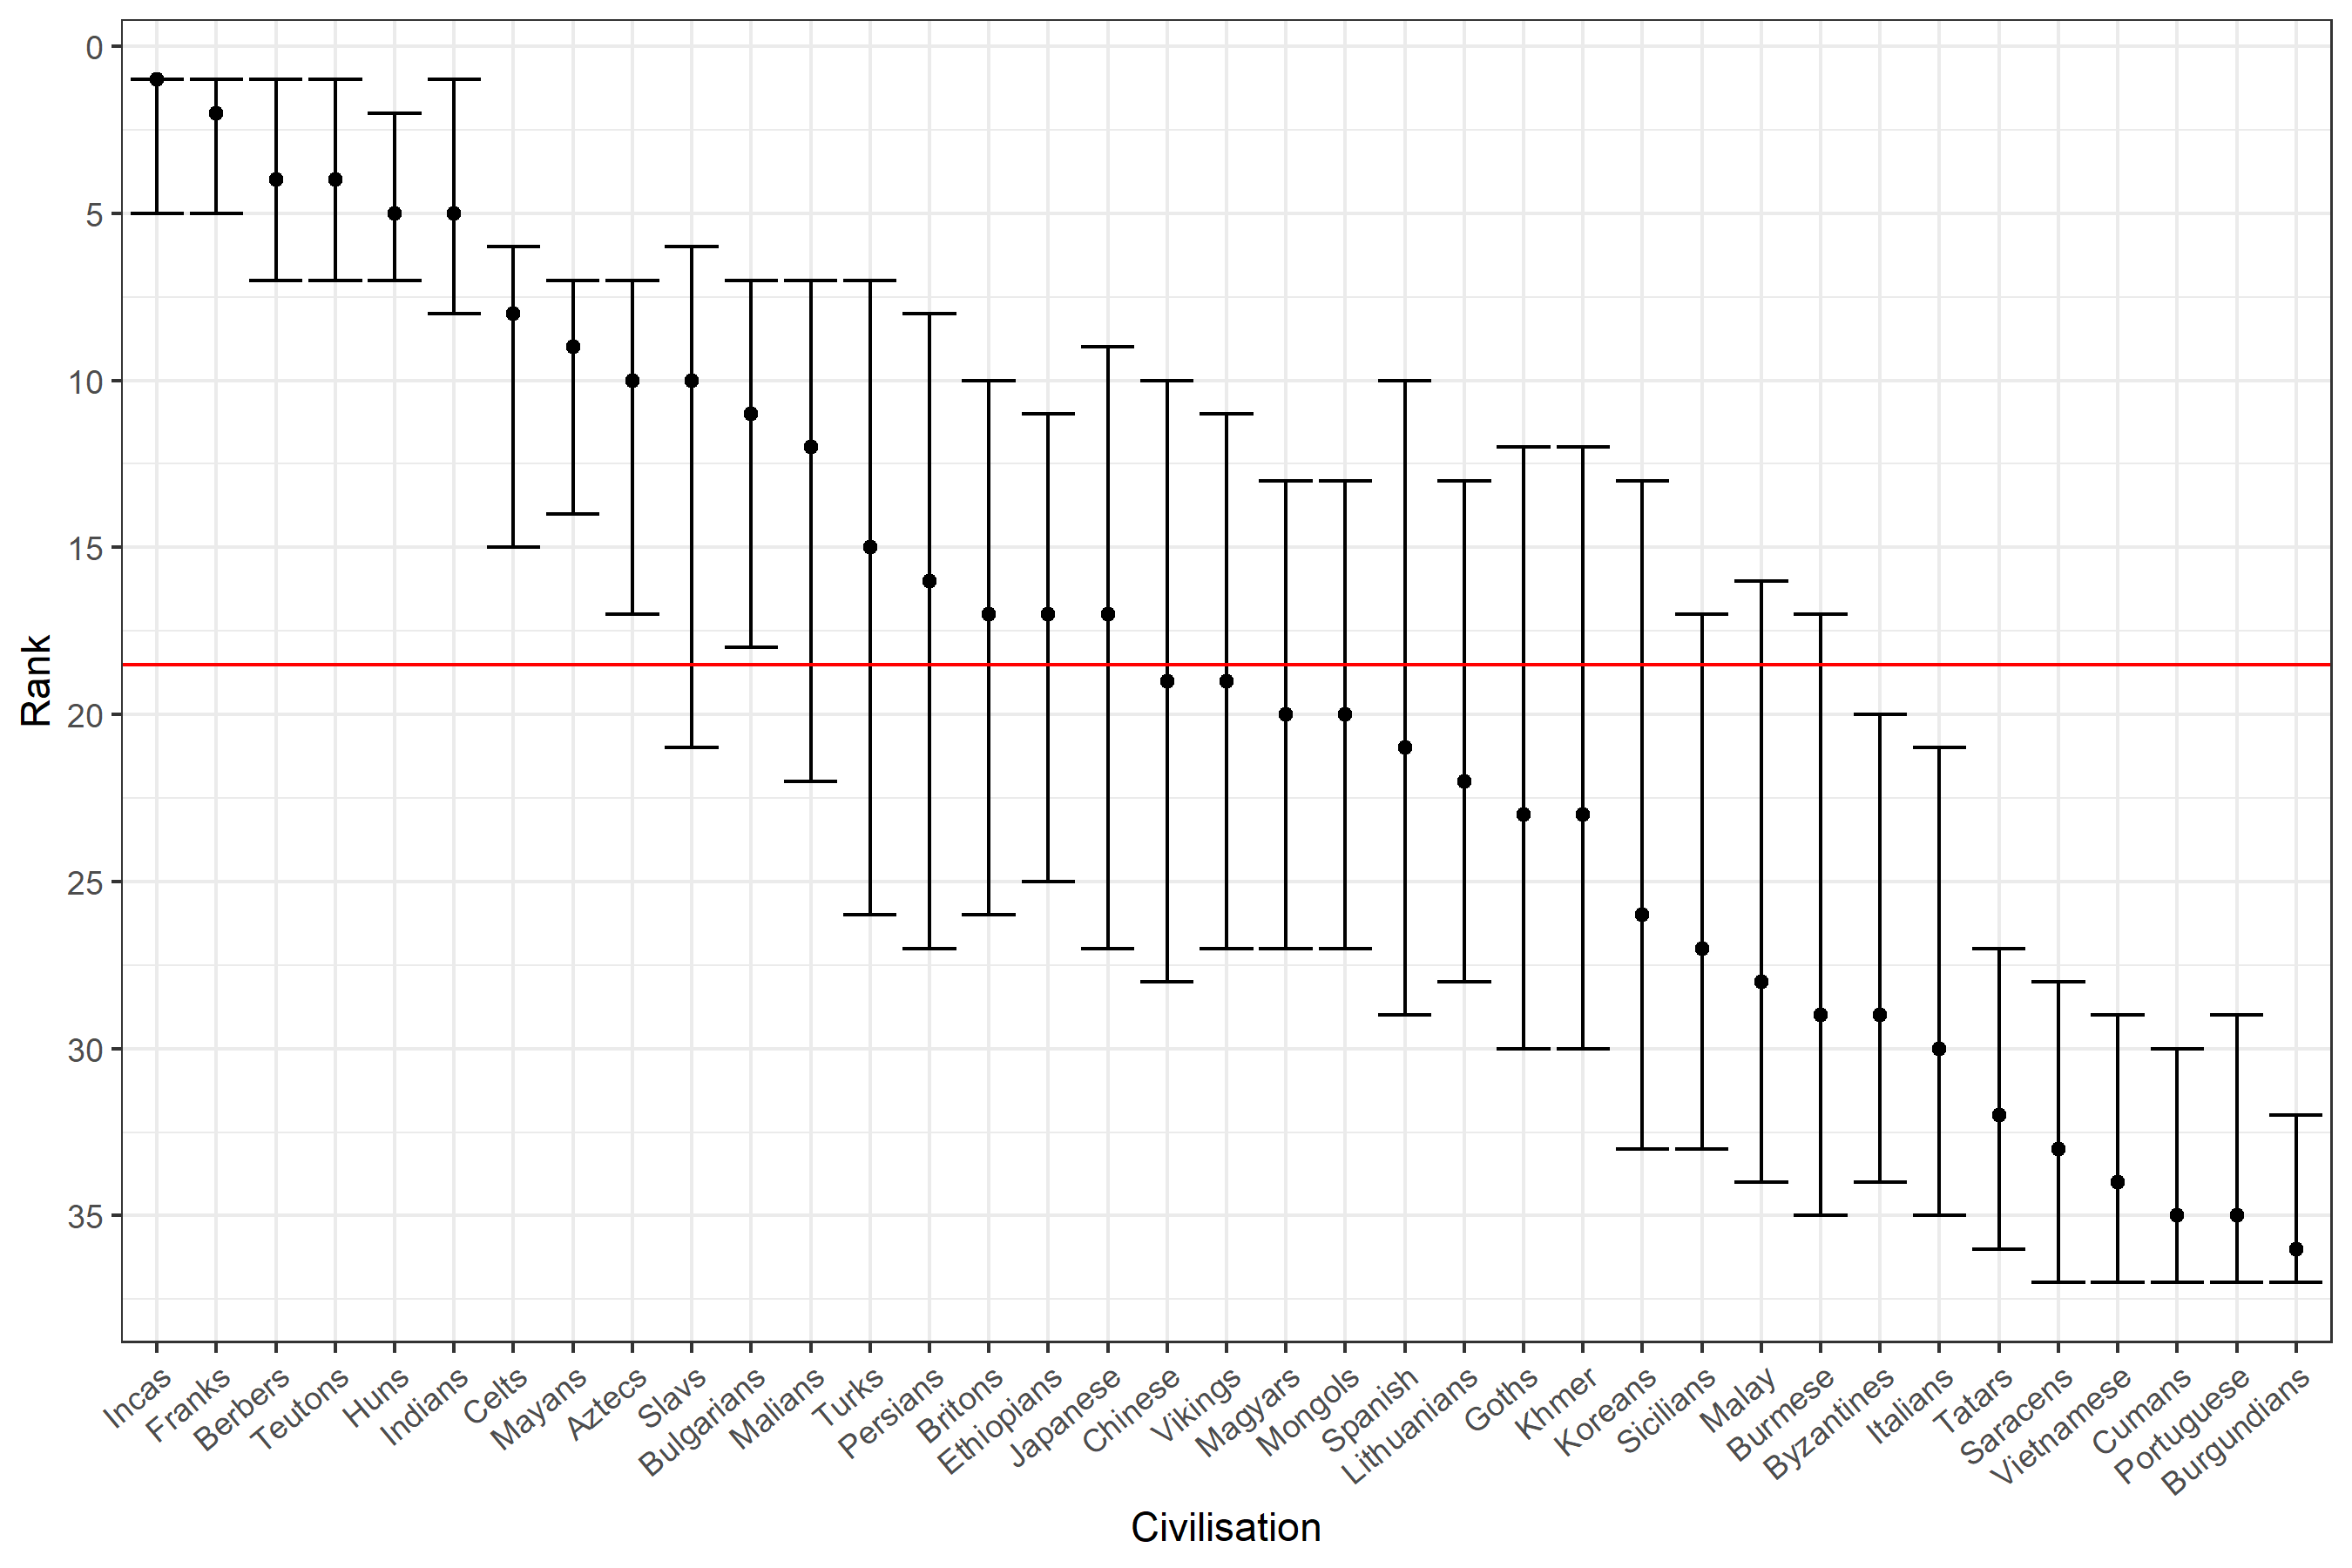 0
5
10
15
20
25
30
35
Rank
Incas
Franks
Berbers
Teutons
Huns
Indians
Celts
Mayans
Aztecs
Slavs
Bulgarians
Malians
Turks
Persians
Britons
Ethiopians
Japanese
Chinese
Vikings
Magyars
Mongols
Spanish
Lithuanians
Goths
Khmer
Koreans
Sicilians
Malay
Burmese
Byzantines
Italians
Tatars
Saracens
Vietnamese
Cumans
Portuguese
Burgundians
Civilisation